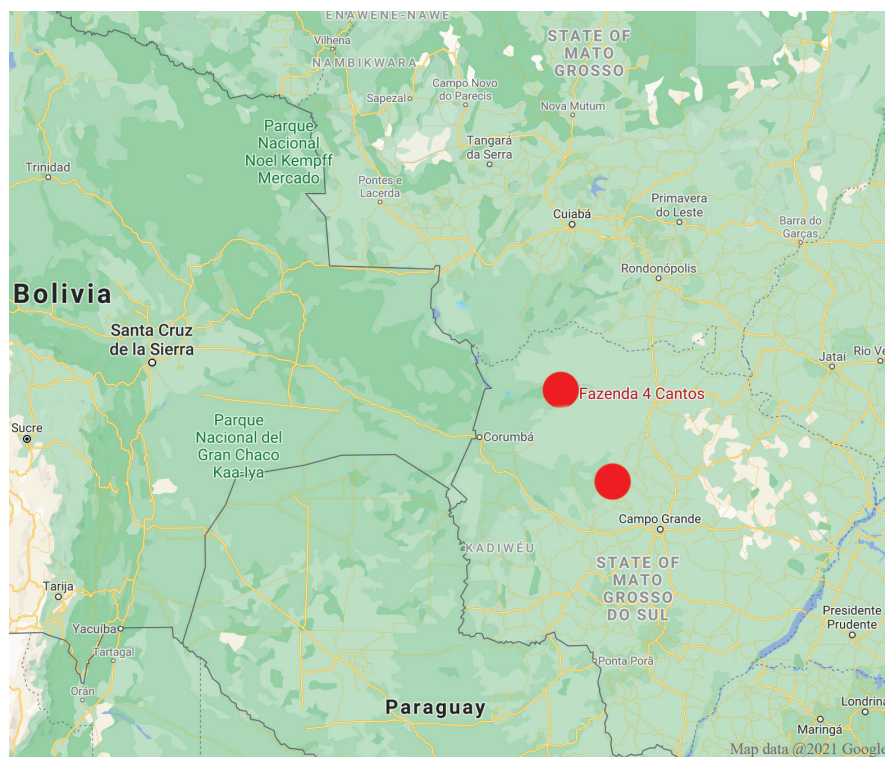 ENAWENE-NAWE
Vilhena
STATE OF
MATO
GROSSO
NAMBIKWARA
Campo Novo
do Parecis
Sapezal
Nova Mutum
Parque
Nacional
Noel Kempff
Mercado
Tangará
da Serra
Trinidad
Pontes e
Lacerda
Primavera
do Leste
Cuiabá
Barra do
Garças
Rondonópolis
Bolivia
Santa Cruz
de la Sierra
Jataí
Rio Ve
Fazenda 4 Cantos
Sucre
Parque
Nacional del
Gran Chaco
Kaa-Iya
Corumbá
Campo Grande
KADIWÉU
STATE OF
MATO
GROSSO
DO SUL
Tarija
Presidente
Prudente
Yacuiba
Tartagal
Ponta Porã
Orán
Paraguay
Londrina
Maringá
Map data @2021 Google